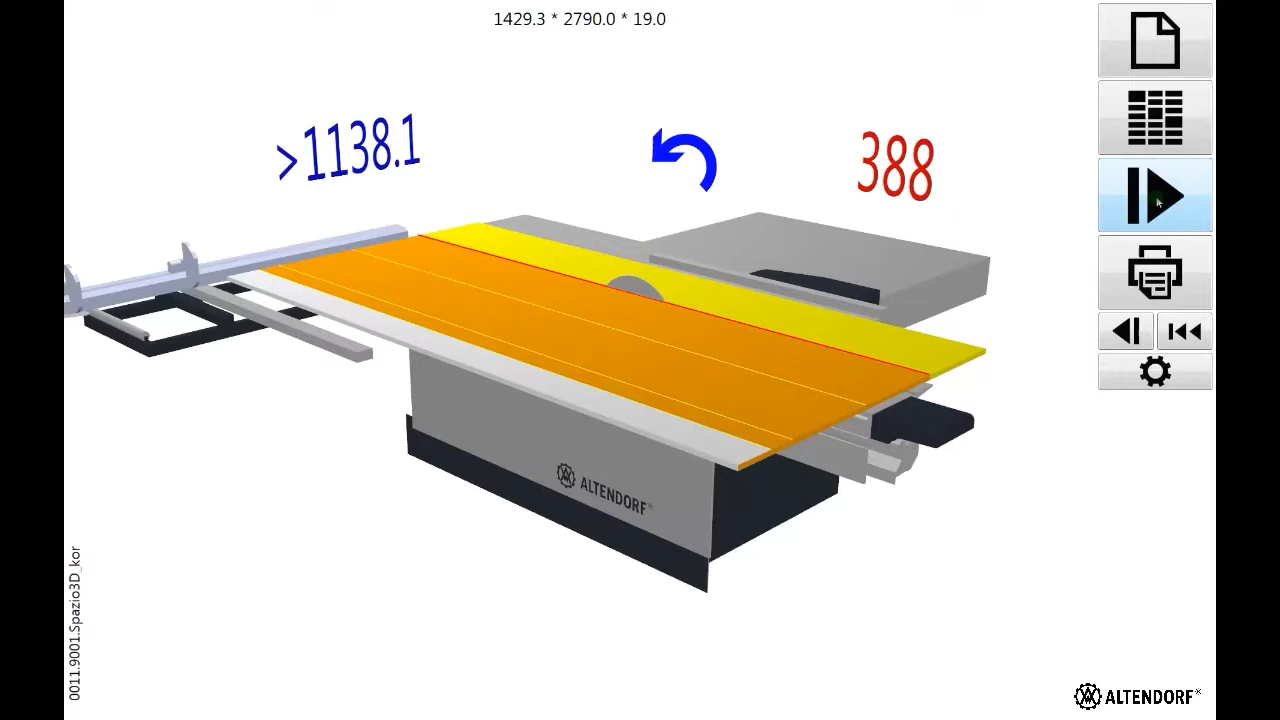 1429.3 * 2790.0 * 19.0
>1138.1
388
ALTENDORF®
0011.9001.Spazio3D_kor
ALTENDORF®